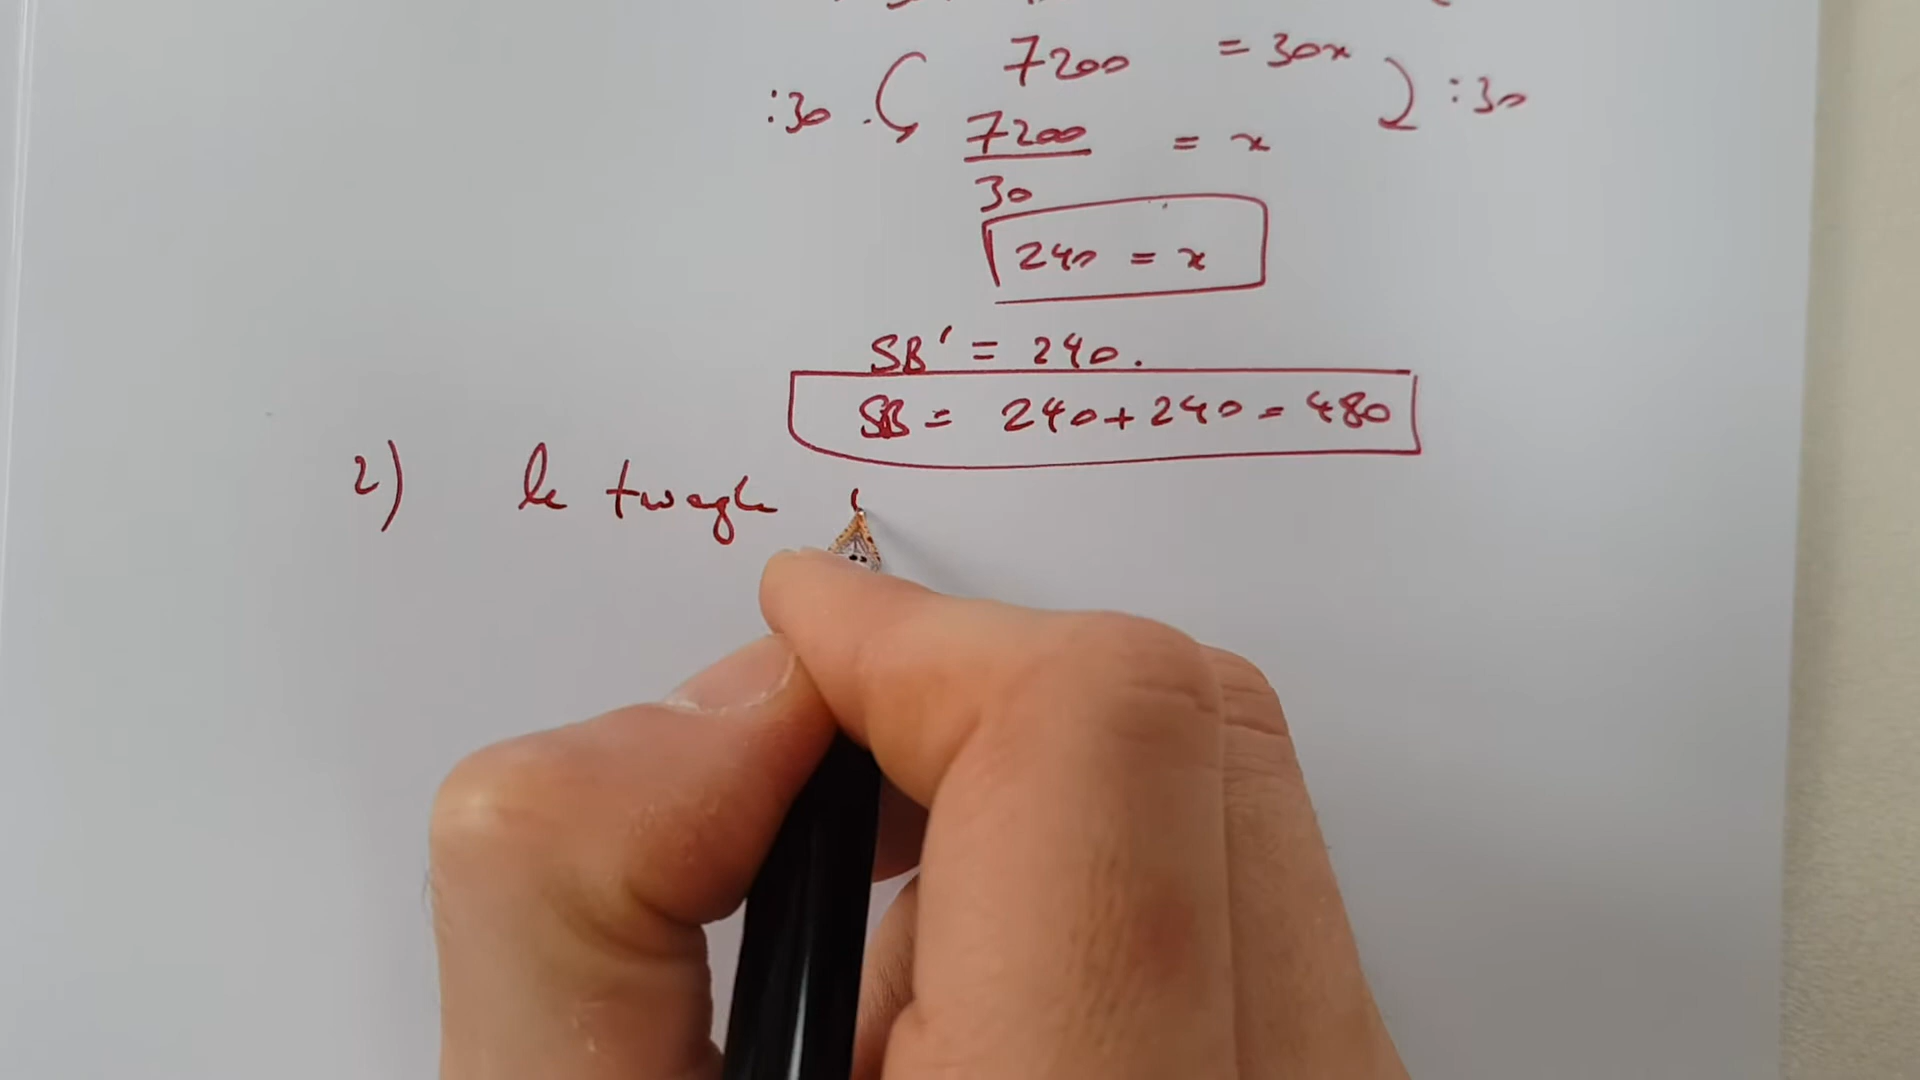 7200 = 30x
:30 7200/30 = x :30
240 = x
SB' = 240.
SB = 240+240 = 480
2) le triangle